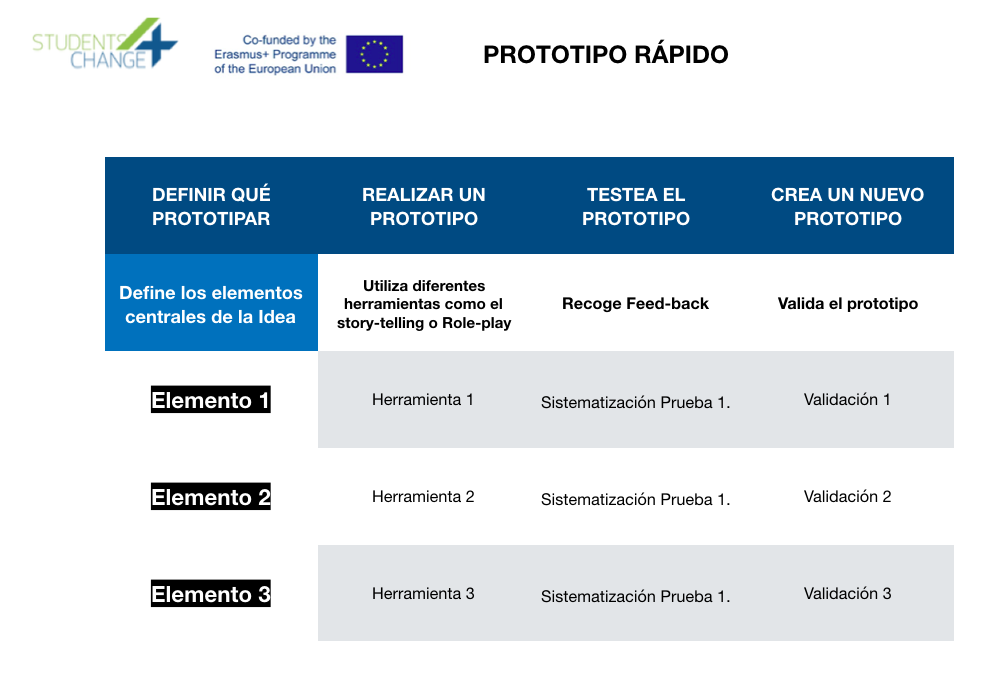 STUDENTS
CHANGE
4
Co-funded by the
Erasmus+ Programme
of the European Union
PROTOTIPO RÁPIDO
DEFINIR QUÉ
PROTOTIPAR
REALIZAR UN
PROTOTIPO
TESTEA EL
PROTOTIPO
CREA UN NUEVO
PROTOTIPO
Define los elementos
centrales de la Idea
Utiliza diferentes
herramientas como el
story-telling o Role-play
Recoge Feed-back
Valida el prototipo
Elemento 1
Herramienta 1
Sistematización Prueba 1.
Validación 1
Elemento 2
Herramienta 2
Sistematización Prueba 1.
Validación 2
Elemento 3
Herramienta 3
Sistematización Prueba 1.
Validación 3